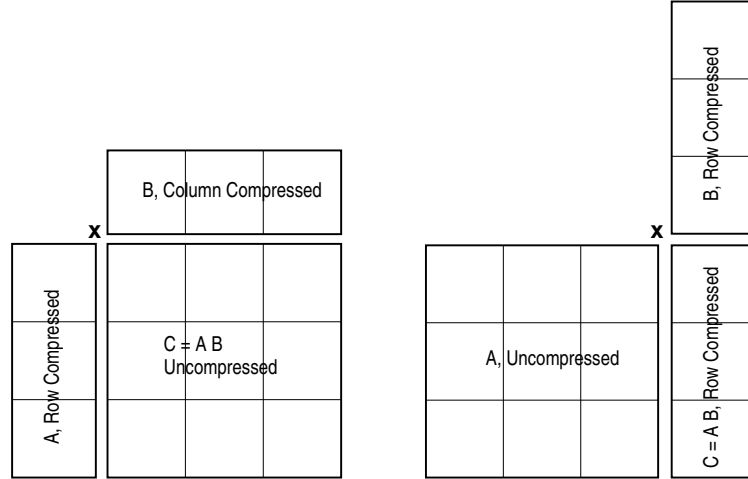 B, Column Compressed
x
A, Row Compressed
C = A B
Uncompressed
B, Row Compressed
x
A, Uncompressed
C = A B, Row Compressed